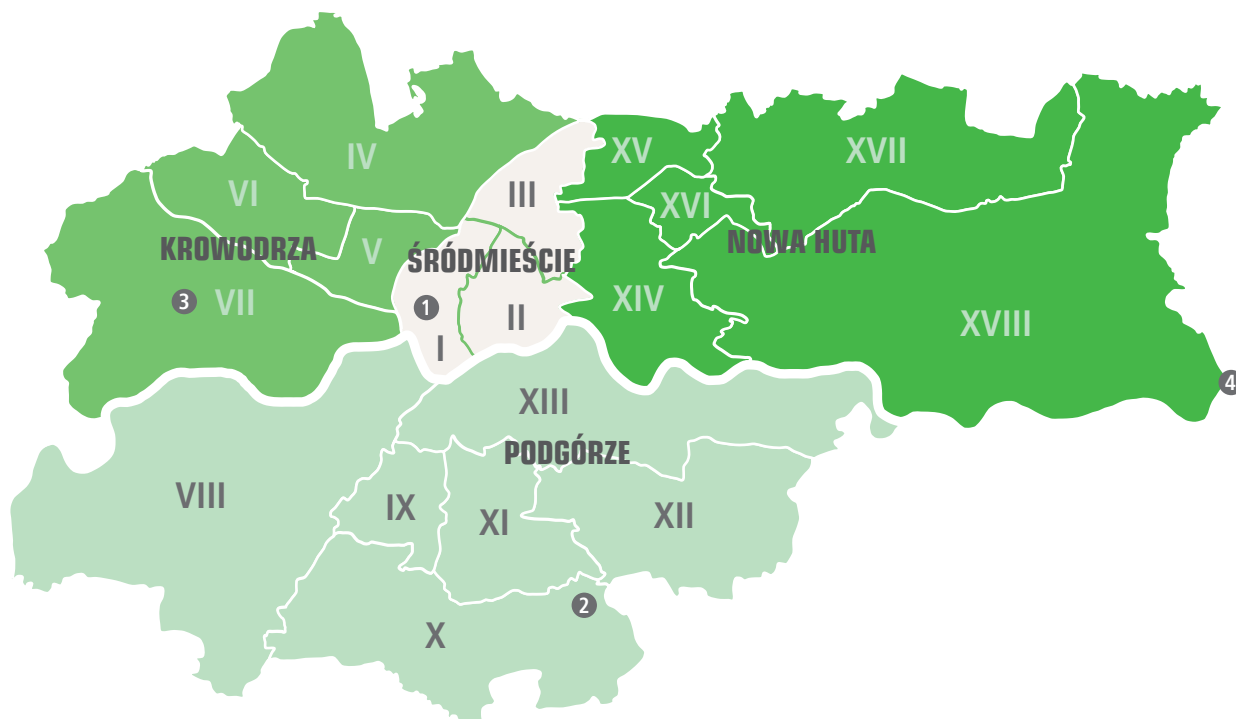 IV
XV
XVII
VI
III
XVI
KROWODRZA
V
ŚRÓDMIEŚCIE
NOWA HUTA
3
VII
1
II
XIV
XVIII
I
4
XIII
PODGÓRZE
VIII
IX
XI
XII
2
X